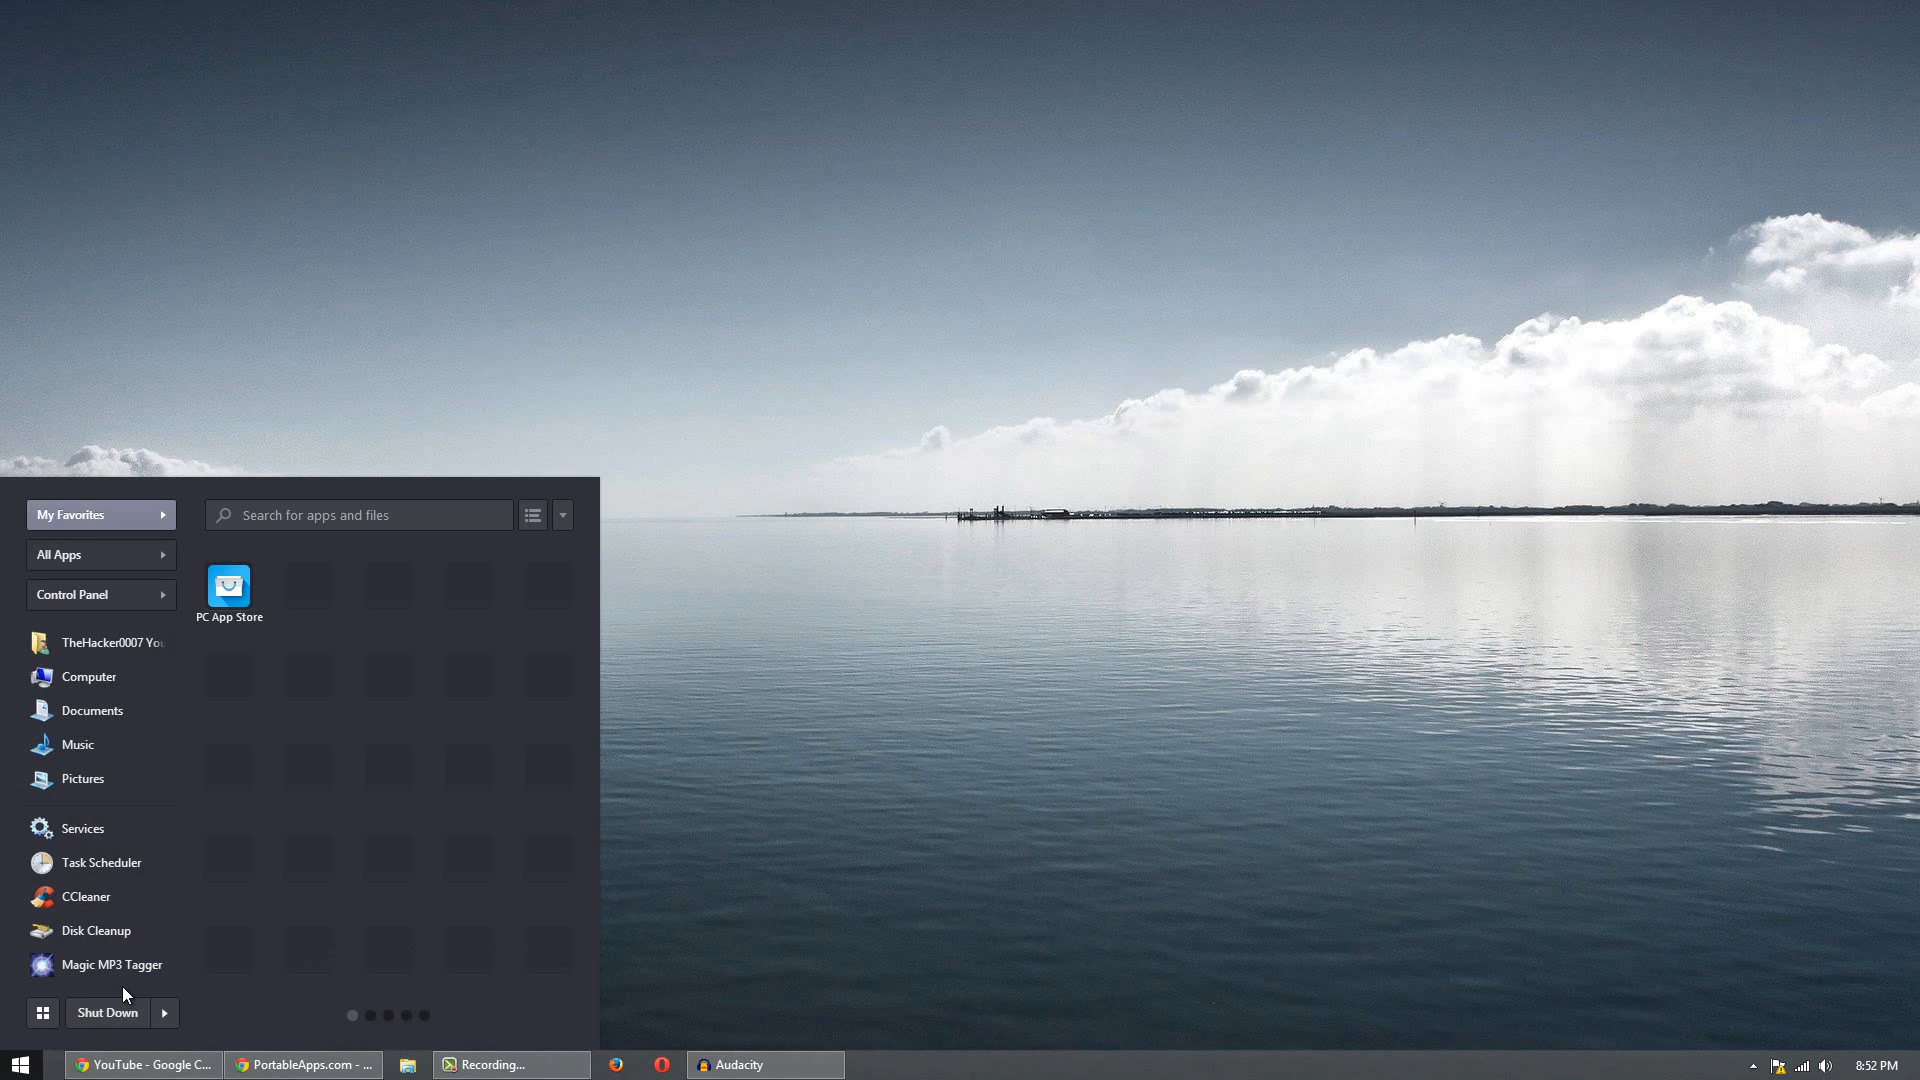 My Favorites
Search for apps and files
All Apps
Control Panel
PC App Store
TheHacker0007 You
Computer
Documents
Music
Pictures
Services
Task Scheduler
CCleaner
Disk Cleanup
Magic MP3 Tagger
Shut Down
YouTube - Google C...
PortableApps.com - ...
Recording...
Audacity
8:52 PM